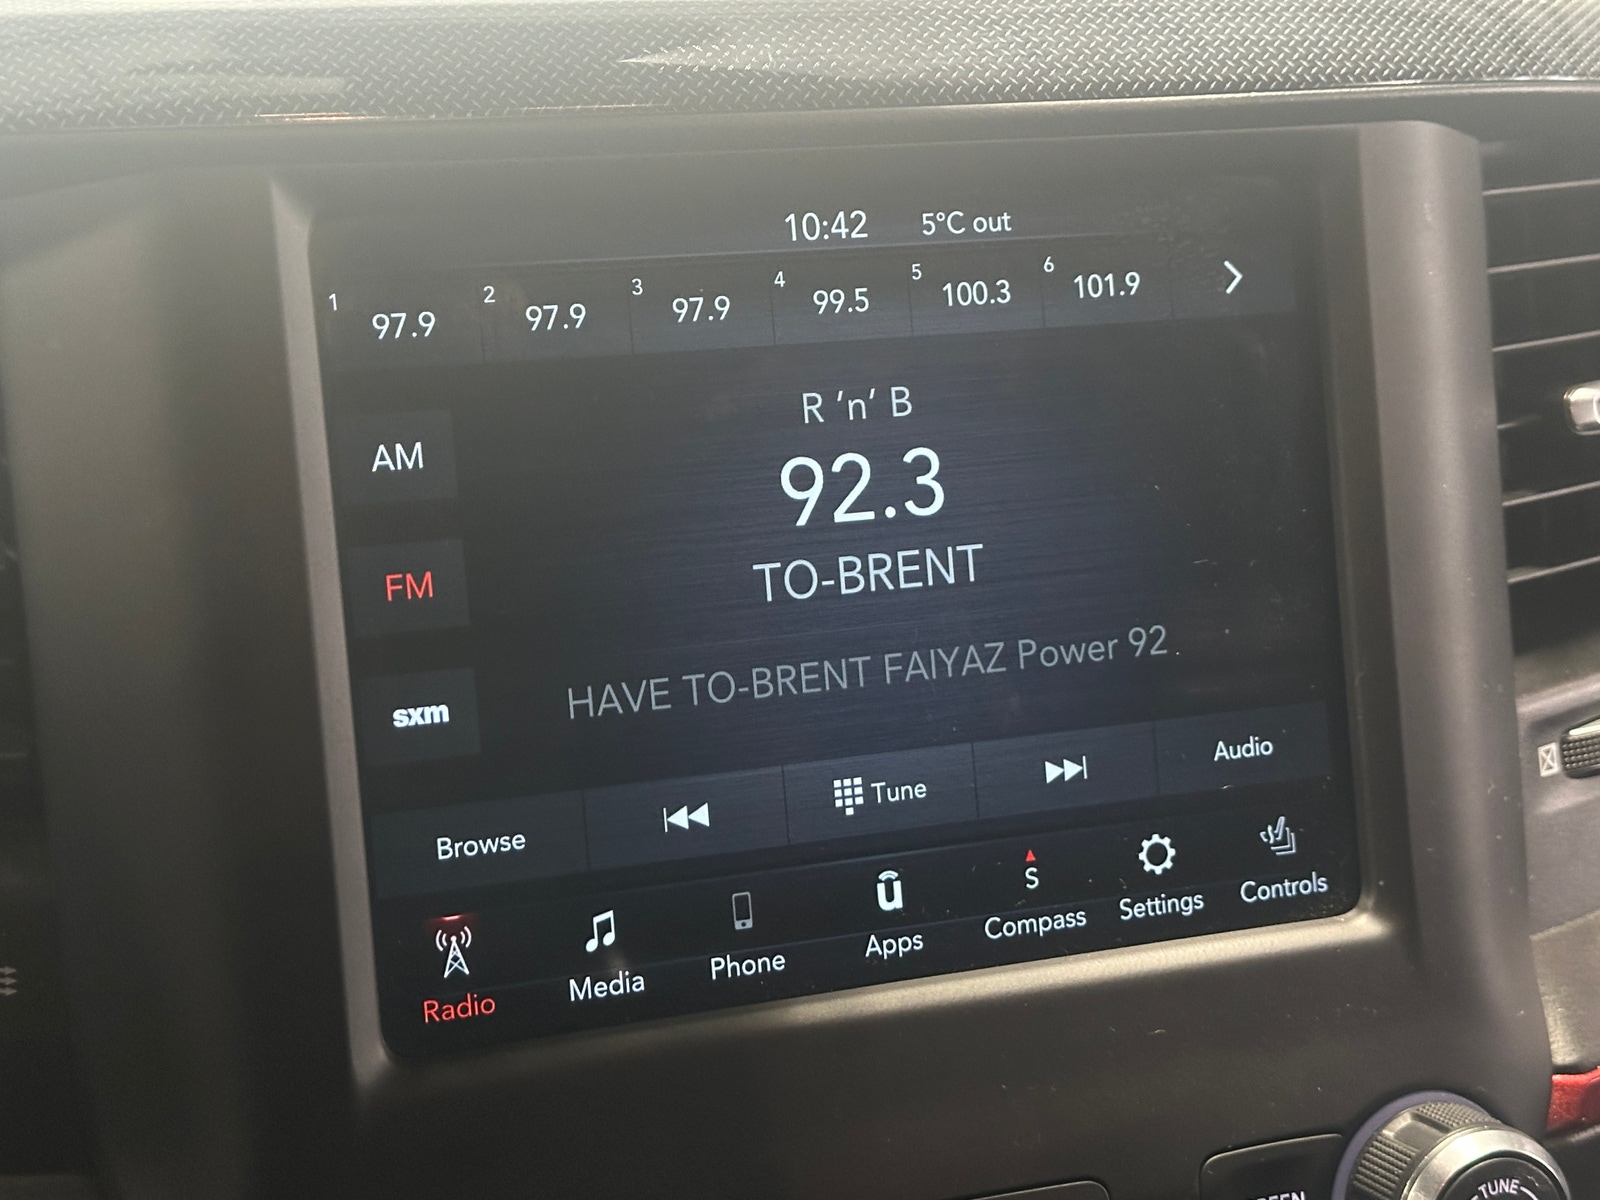 10:42 5°C out
1 97.9 2 97.9 3 97.9 4 99.5 5 100.3 6 101.9
R 'n' B
AM
92.3
FM
TO-BRENT
HAVE TO-BRENT FAIYAZ Power 92
sxm
Browse Tune Audio
Radio Media Phone Apps S Compass Settings Controls
TUNE